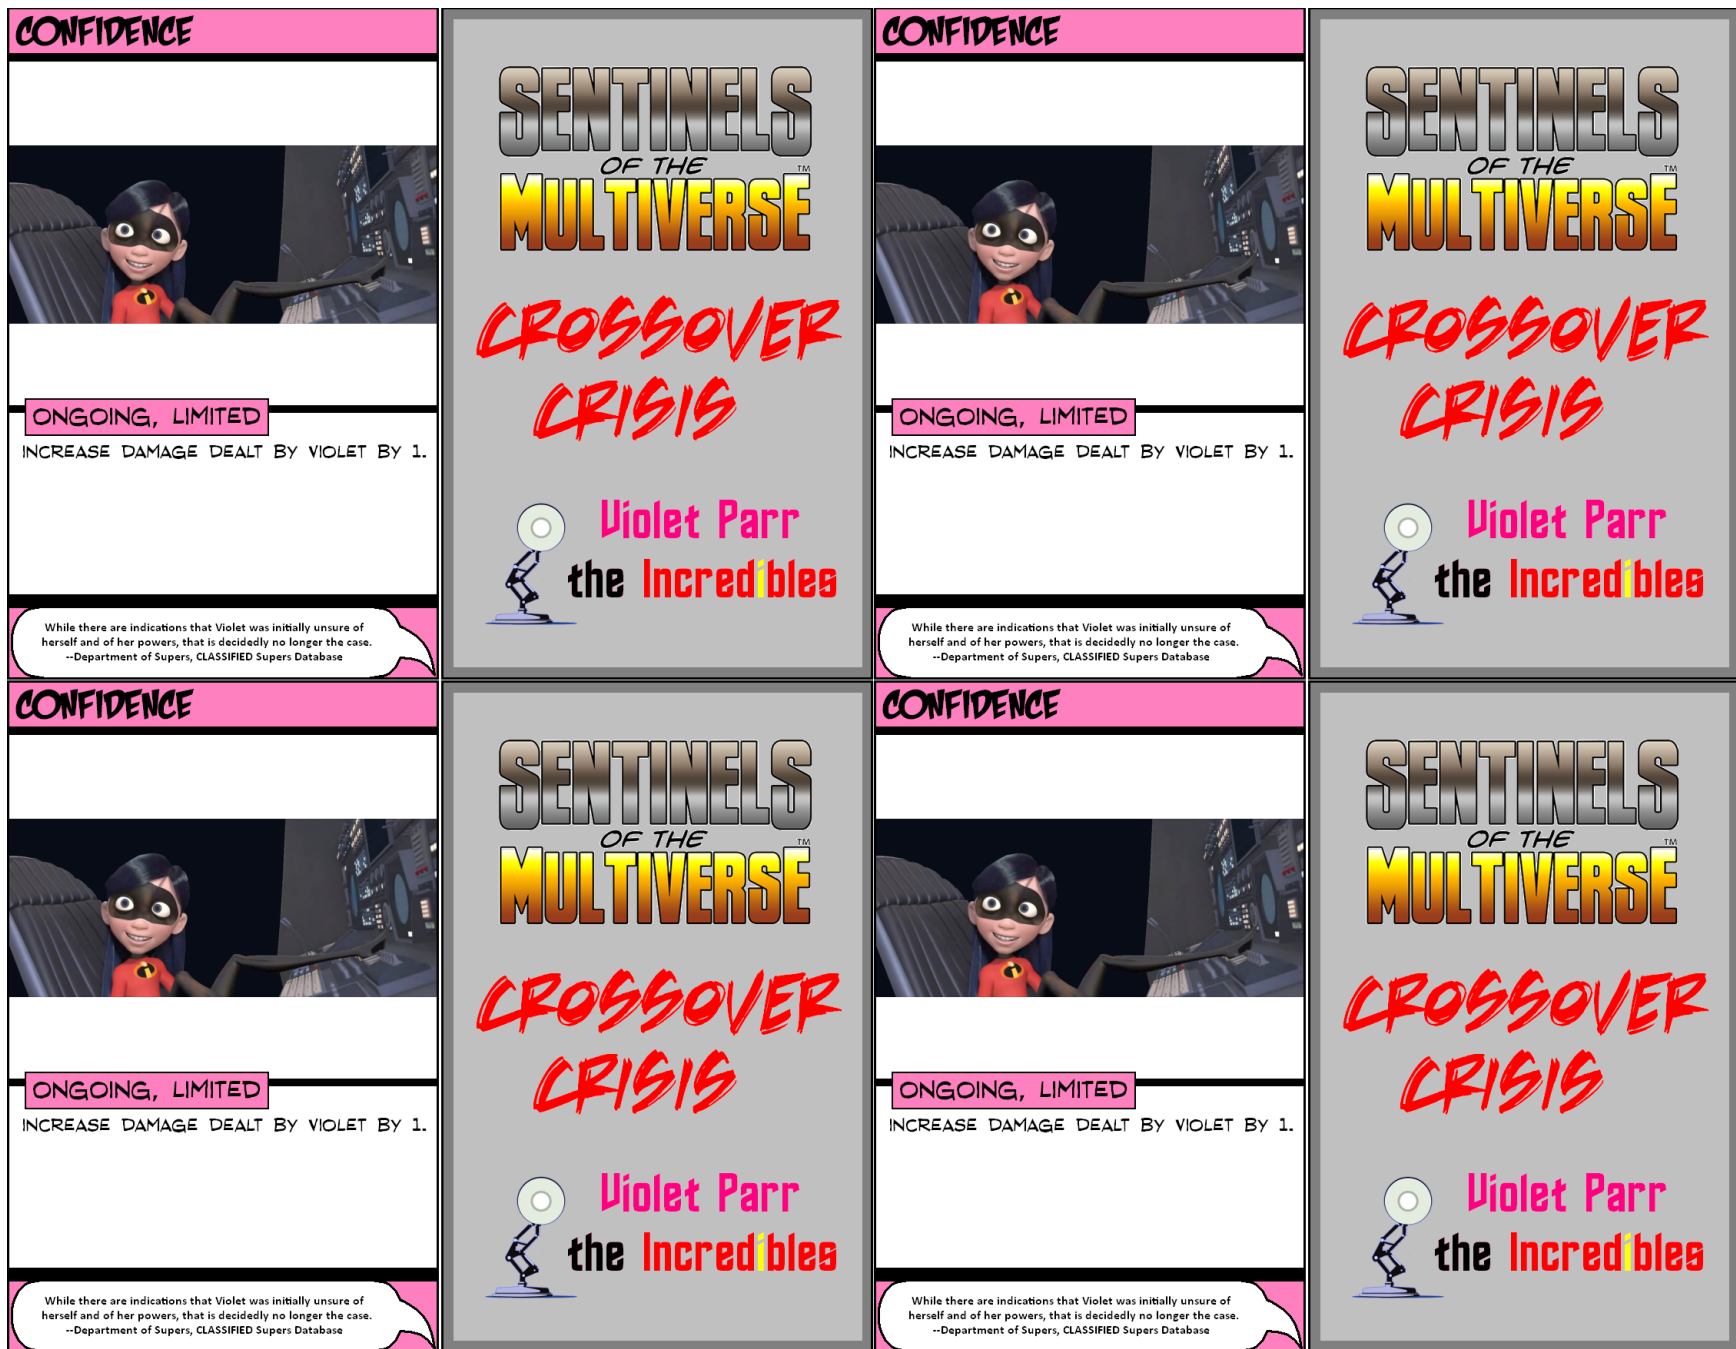 CONFIDENCE
ONGOING, LIMITED
INCREASE DAMAGE DEALT BY VIOLET BY 1.
While there are indications that Violet was initially unsure of
herself and of her powers, that is decidedly no longer the case.
--Department of Supers, CLASSIFIED Supers Database
SENTINELS
OF THE
MULTIVERSE™
CROSSOVER
CRISIS
Violet Parr
the Incredibles
CONFIDENCE
ONGOING, LIMITED
INCREASE DAMAGE DEALT BY VIOLET BY 1.
While there are indications that Violet was initially unsure of
herself and of her powers, that is decidedly no longer the case.
--Department of Supers, CLASSIFIED Supers Database
SENTINELS
OF THE
MULTIVERSE™
CROSSOVER
CRISIS
Violet Parr
the Incredibles
CONFIDENCE
ONGOING, LIMITED
INCREASE DAMAGE DEALT BY VIOLET BY 1.
While there are indications that Violet was initially unsure of
herself and of her powers, that is decidedly no longer the case.
--Department of Supers, CLASSIFIED Supers Database
SENTINELS
OF THE
MULTIVERSE™
CROSSOVER
CRISIS
Violet Parr
the Incredibles
CONFIDENCE
ONGOING, LIMITED
INCREASE DAMAGE DEALT BY VIOLET BY 1.
While there are indications that Violet was initially unsure of
herself and of her powers, that is decidedly no longer the case.
--Department of Supers, CLASSIFIED Supers Database
SENTINELS
OF THE
MULTIVERSE™
CROSSOVER
CRISIS
Violet Parr
the Incredibles